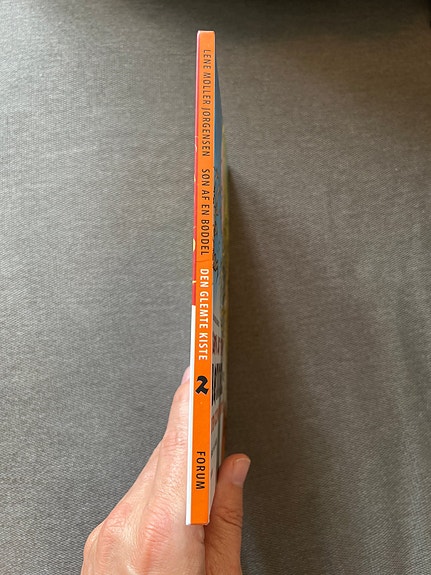 LENE MØLLER JØRGENSEN SØN AF EN BØDDEL DEN GLEMTE KISTE 2 FORUM